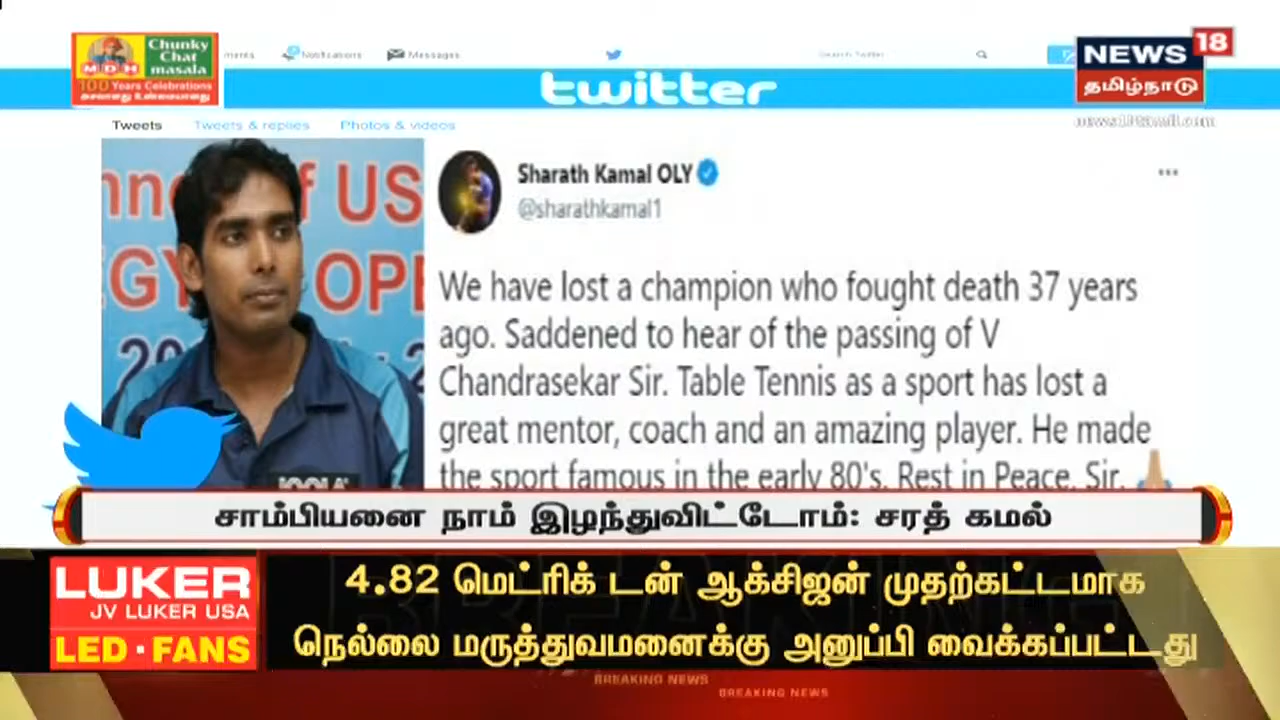 Chunky
Chat
masala
MDH
100 Years Celebrations
Notifications
Messages
Search Twitter
NEWS 18
தமிழ்நாடு
twitter
Tweets Tweets & replies Photos & videos
Sharath Kamal OLY
@sharathkamal1
We have lost a champion who fought death 37 years
ago. Saddened to hear of the passing of V
Chandrasekar Sir. Table Tennis as a sport has lost a
great mentor, coach and an amazing player. He made
the sport famous in the early 80's. Rest in Peace, Sir.
JOOLA
சாம்பியனை நாம் இழந்துவிட்டோம்: சரத் கமல்
LUKER
JV LUKER USA
LED · FANS
4.82 மெட்ரிக் டன் ஆக்சிஜன் முதற்கட்டமாக
நெல்லை மருத்துவமனைக்கு அனுப்பி வைக்கப்பட்டது
BREAKING NEWS
BREAKING NEWS